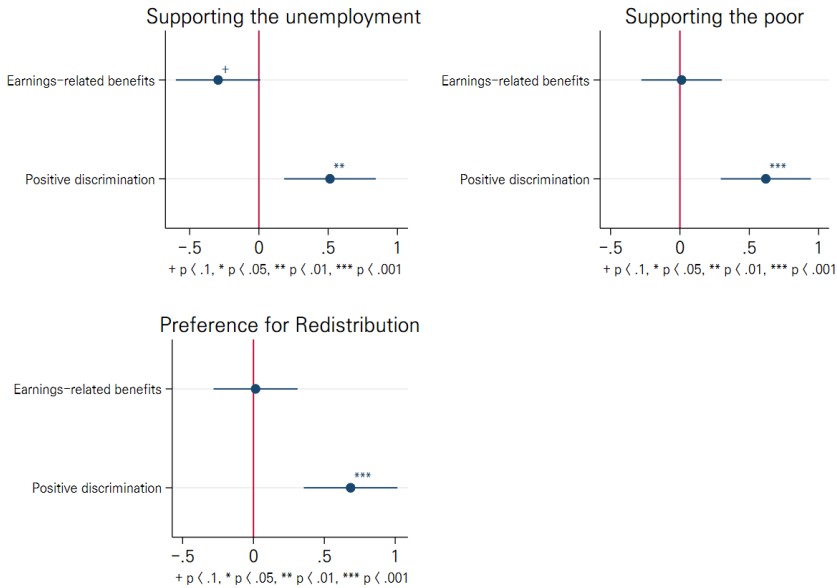 Supporting the unemployment
+
Earnings-related benefits
**
Positive discrimination
-.5 0 .5 1
+ p < .1, * p < .05, ** p < .01, *** p < .001
Supporting the poor
Earnings-related benefits
***
Positive discrimination
-.5 0 .5 1
+ p < .1, * p < .05, ** p < .01, *** p < .001
Preference for Redistribution
Earnings-related benefits
***
Positive discrimination
-.5 0 .5 1
+ p < .1, * p < .05, ** p < .01, *** p < .001